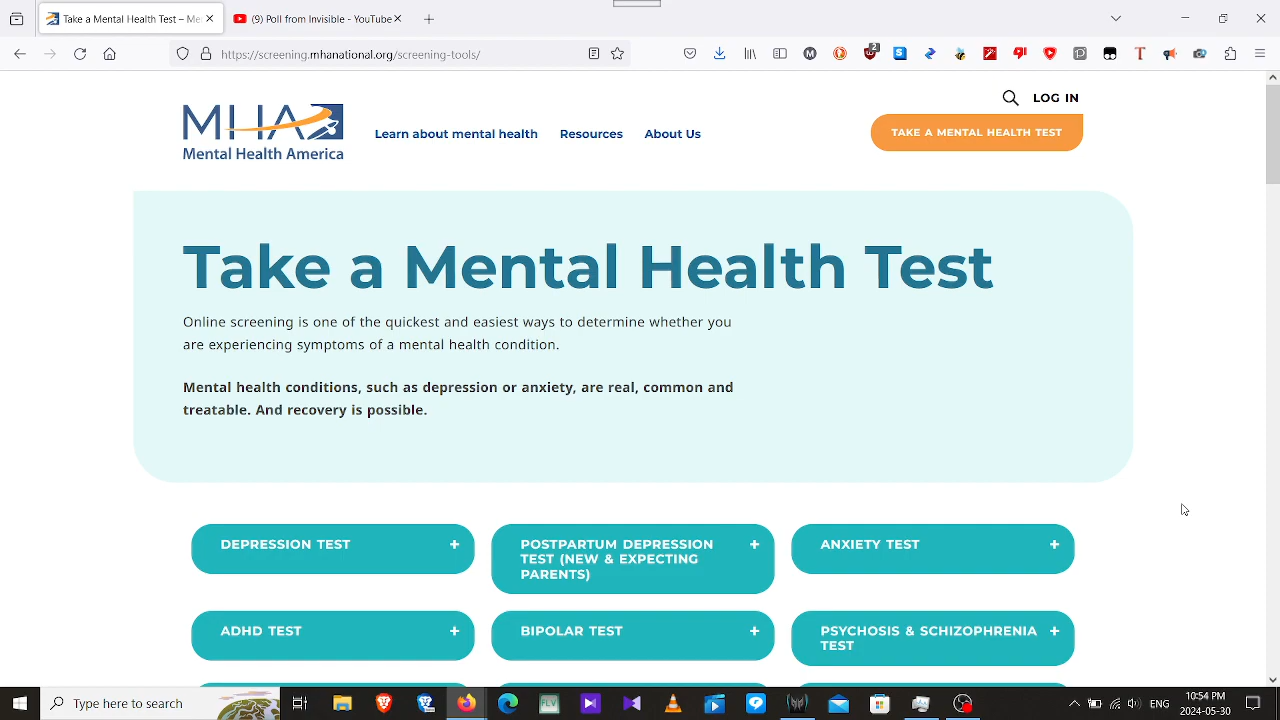 Take a Mental Health Test – Me
(9) Poll from Invisible - YouTube
https://screening.mhanational.org/screening-tools/
2
MHA
Mental Health America
Learn about mental health
Resources
About Us
LOG IN
TAKE A MENTAL HEALTH TEST
Take a Mental Health Test
Online screening is one of the quickest and easiest ways to determine whether you
are experiencing symptoms of a mental health condition.
Mental health conditions, such as depression or anxiety, are real, common and
treatable. And recovery is possible.
DEPRESSION TEST
POSTPARTUM DEPRESSION
TEST (NEW & EXPECTING
PARENTS)
ANXIETY TEST
ADHD TEST
BIPOLAR TEST
PSYCHOSIS & SCHIZOPHRENIA
TEST
Type here to search
FLV
ENG
10:54 PM
2024-05-30